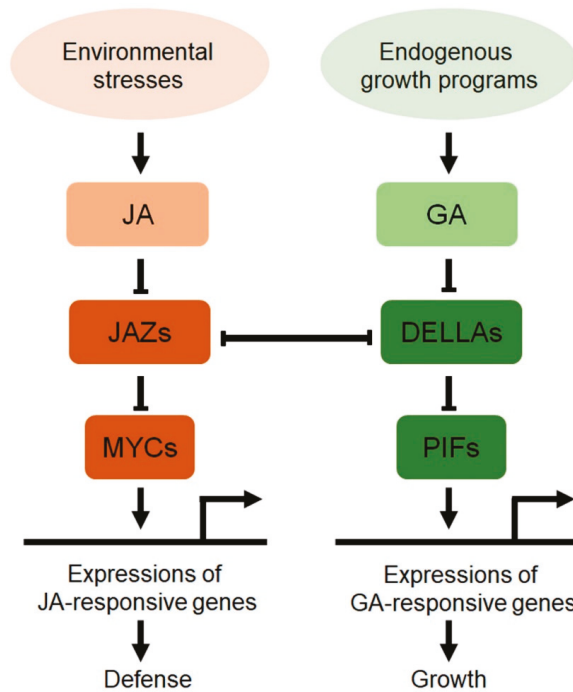 Environmental
stresses
Endogenous
growth programs
JA
GA
JAZs
DELLAs
MYCs
PIFs
Expressions of
JA-responsive genes
Expressions of
GA-responsive genes
Defense
Growth